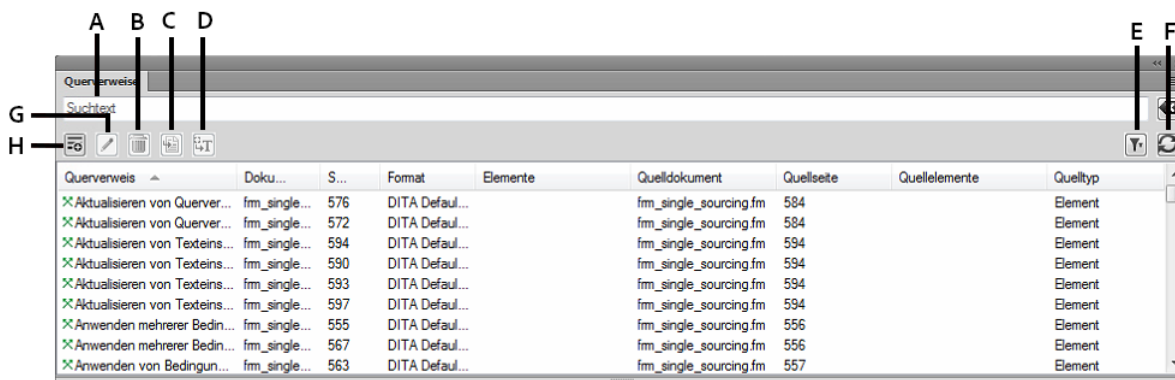 A B C D E F
Querverweise
Suchtext
G
H
Querverweis Doku... S... Format Elemente Quelldokument Quellseite Quellelemente Quelltyp
Aktualisieren von Querver... frm_single... 576 DITA Defaul... frm_single_sourcing.fm 584 Element
Aktualisieren von Querver... frm_single... 572 DITA Defaul... frm_single_sourcing.fm 584 Element
Aktualisieren von Texteins... frm_single... 594 DITA Defaul... frm_single_sourcing.fm 594 Element
Aktualisieren von Texteins... frm_single... 590 DITA Defaul... frm_single_sourcing.fm 594 Element
Aktualisieren von Texteins... frm_single... 593 DITA Defaul... frm_single_sourcing.fm 594 Element
Aktualisieren von Texteins... frm_single... 597 DITA Defaul... frm_single_sourcing.fm 594 Element
Anwenden mehrerer Bedin... frm_single... 555 DITA Defaul... frm_single_sourcing.fm 556 Element
Anwenden mehrerer Bedin... frm_single... 567 DITA Defaul... frm_single_sourcing.fm 556 Element
Anwenden von Bedingun... frm_single... 563 DITA Defaul... frm_single_sourcing.fm 557 Element